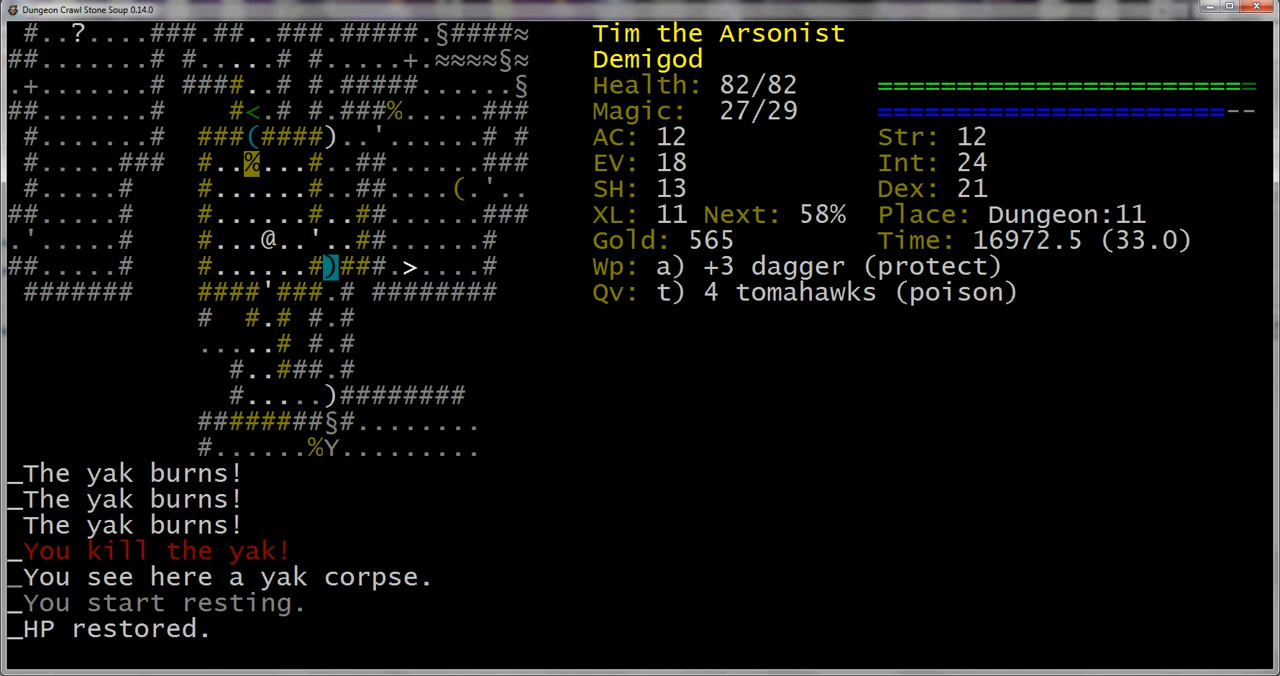 Dungeon Crawl Stone Soup 0.14.0
Tim the Arsonist
Demigod
Health: 82/82
Magic: 27/29
AC: 12 Str: 12
EV: 18 Int: 24
SH: 13 Dex: 21
XL: 11 Next: 58% Place: Dungeon:11
Gold: 565 Time: 16972.5 (33.0)
Wp: a) +3 dagger (protect)
Qv: t) 4 tomahawks (poison)
_The yak burns!
_The yak burns!
The yak burns!
_You kill the yak!
_You see here a yak corpse.
_You start resting.
_HP restored.